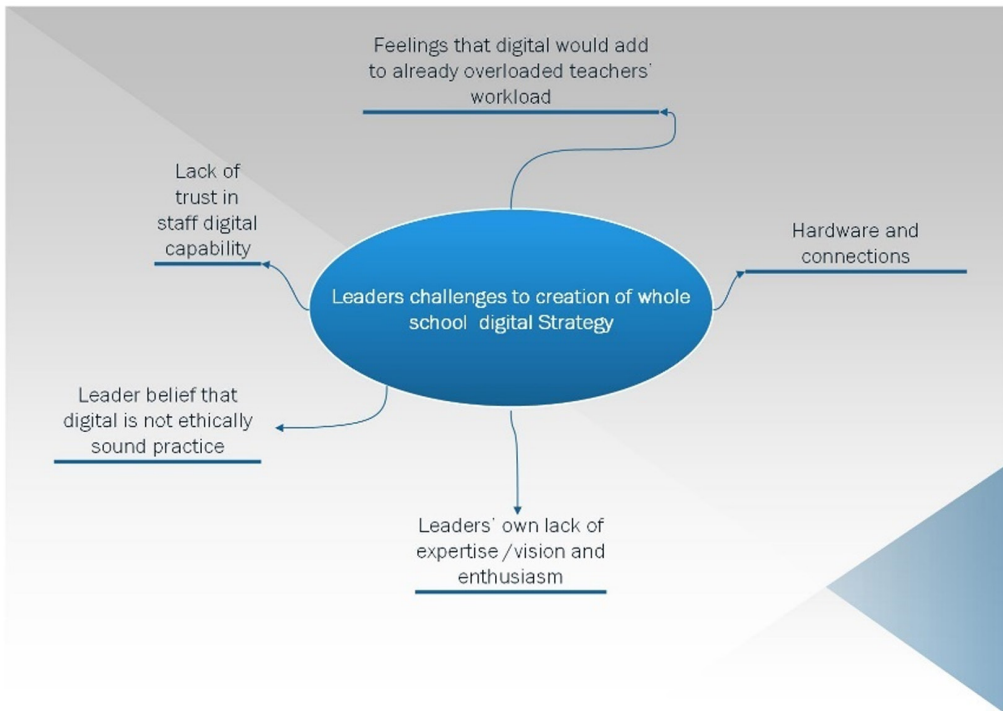 Feelings that digital would add
to already overloaded teachers'
workload
Lack of
trust in
staff digital
capability
Hardware and
connections
Leaders challenges to creation of whole
school digital Strategy
Leader belief that
digital is not ethically
sound practice
Leaders' own lack of
expertise /vision and
enthusiasm